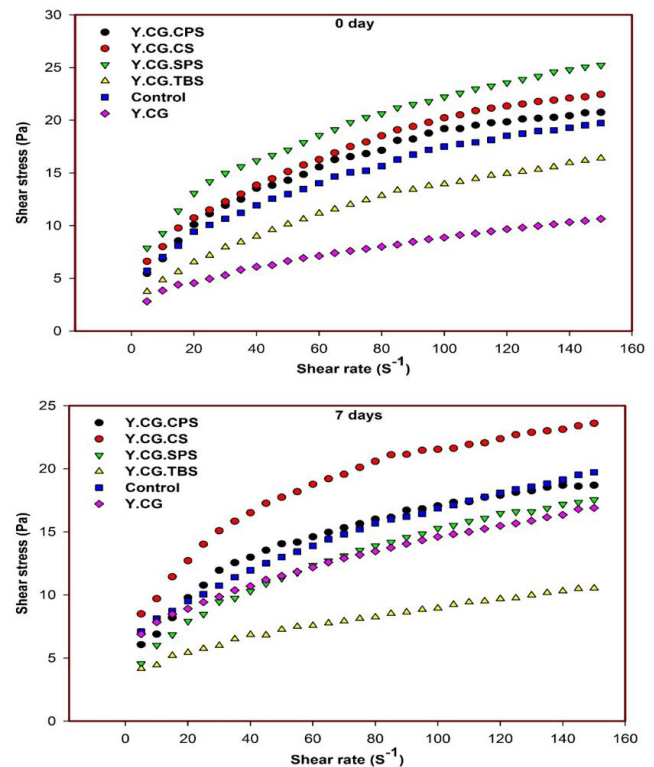 0 day
Y.CG.CPS
Y.CG.CS
Y.CG.SPS
Y.CG.TBS
Control
Y.CG
Shear stress (Pa)
30
25
20
15
10
5
0
0 20 40 60 80 100 120 140 160
Shear rate (S-1)
7 days
Y.CG.CPS
Y.CG.CS
Y.CG.SPS
Y.CG.TBS
Control
Y.CG
Shear stress (Pa)
25
20
15
10
5
0
0 20 40 60 80 100 120 140 160
Shear rate (S-1)